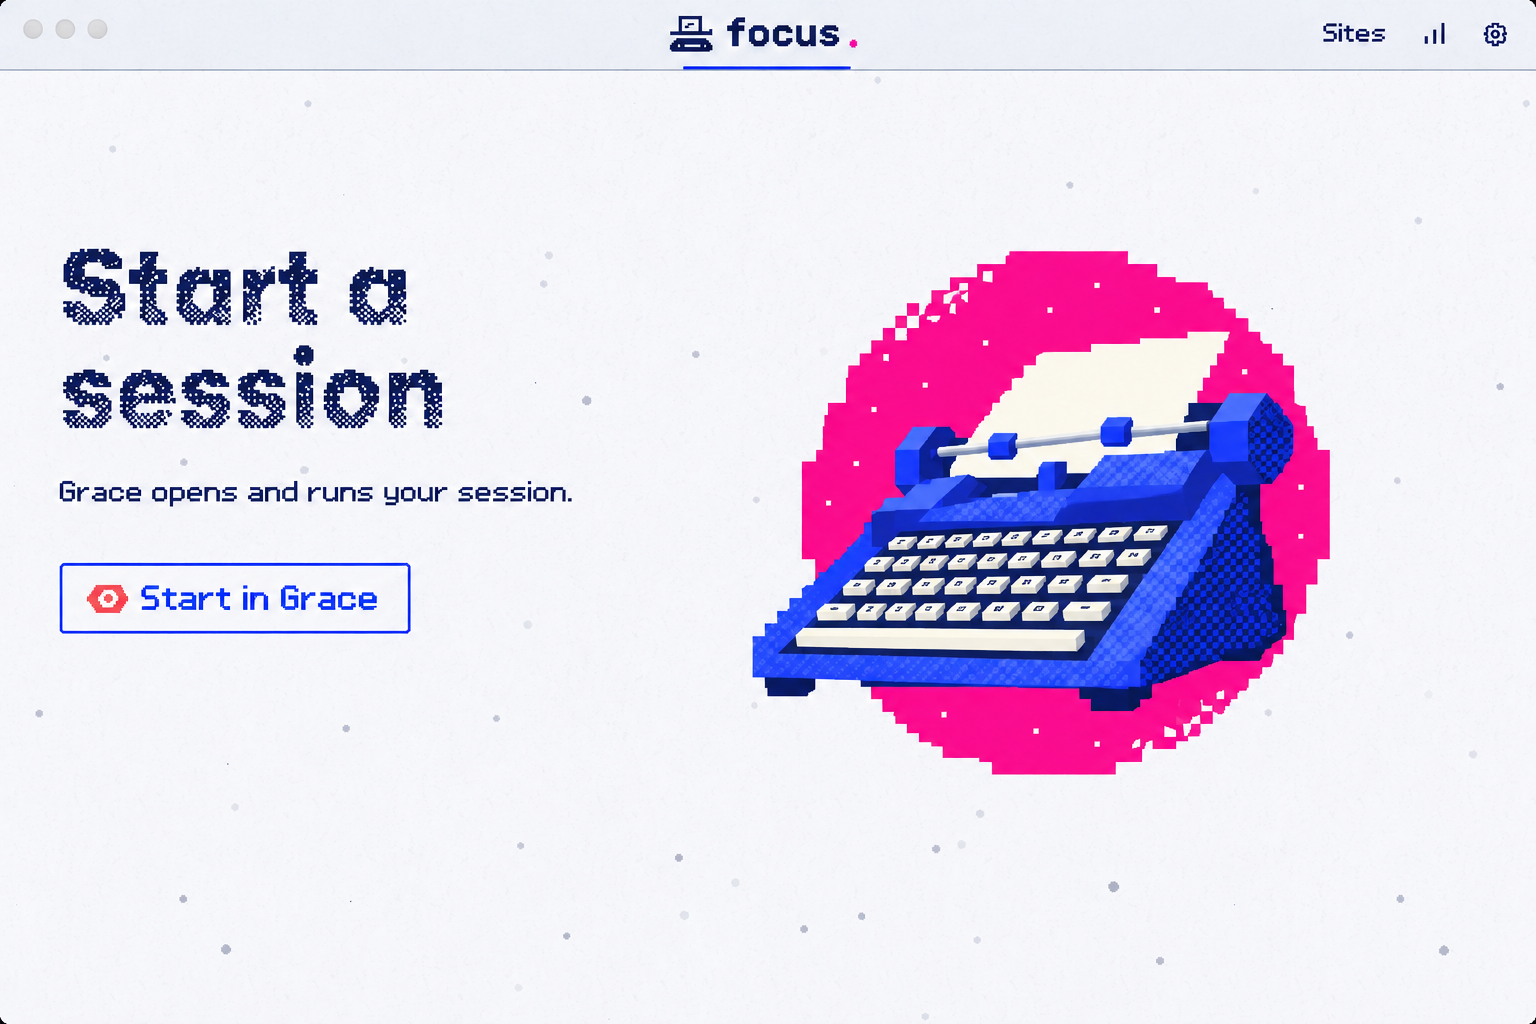 focus.
Sites
Start a
session
Grace opens and runs your session.
Start in Grace